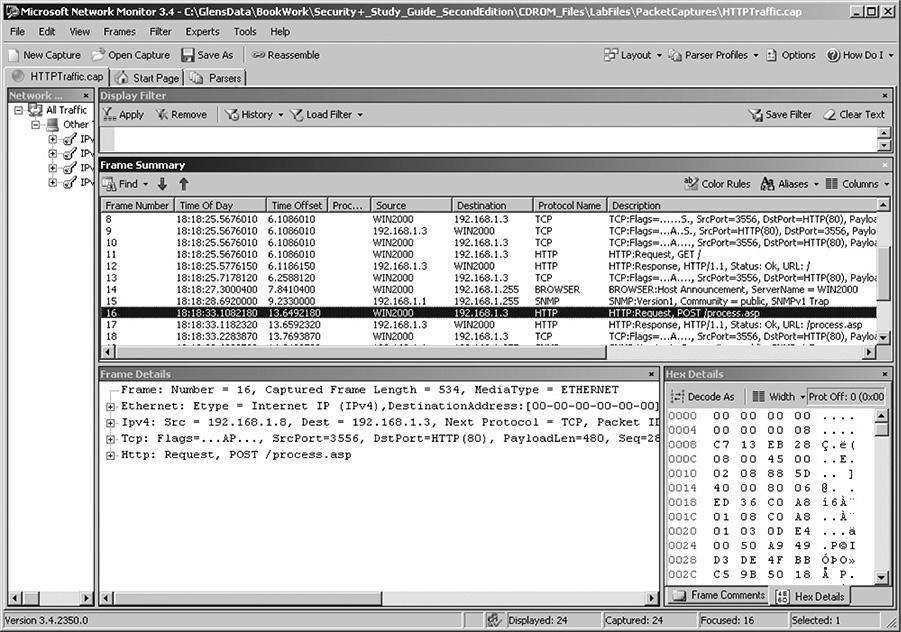 Microsoft Network Monitor 3.4 - C:\GlensData\BookWork\Security+_Study_Guide_SecondEdition\CDROM_Files\LabFiles\PacketCaptures\HTTPTraffic.cap
File Edit View Frames Filter Experts Tools Help
New Capture Open Capture Save As Reassemble Layout Parser Profiles Options How Do I
HTTPTraffic.cap Start Page Parsers
Network ...
All Traffic
Other
IPv
IPv
IPv
IPv
Display Filter
Apply Remove History Load Filter Save Filter Clear Text
Frame Summary
Find Color Rules Aliases Columns
Frame Number Time Of Day Time Offset Proc... Source Destination Protocol Name Description
8 18:18:25.5676010 6.1086010 WIN2000 192.168.1.3 TCP TCP:Flags=......S., SrcPort=3556, DstPort=HTTP(80), Payloa
9 18:18:25.5676010 6.1086010 192.168.1.3 WIN2000 TCP TCP:Flags=...A..S., SrcPort=HTTP(80), DstPort=3556, Paylo
10 18:18:25.5676010 6.1086010 WIN2000 192.168.1.3 TCP TCP:Flags=...A...., SrcPort=3556, DstPort=HTTP(80), Payloa
11 18:18:25.5676010 6.1086010 WIN2000 192.168.1.3 HTTP HTTP:Request, GET /
12 18:18:25.5776150 6.1186150 192.168.1.3 WIN2000 HTTP HTTP:Response, HTTP/1.1, Status: Ok, URL: /
13 18:18:25.7178120 6.2588120 WIN2000 192.168.1.3 TCP TCP:Flags=...A...., SrcPort=3556, DstPort=HTTP(80), Payloa
14 18:18:27.3000400 7.8410400 WIN2000 192.168.1.255 BROWSER BROWSER:Host Announcement, ServerName = WIN2000
15 18:18:28.6920000 9.2330000 192.168.1.1 192.168.1.255 SNMP SNMP:Version1, Community = public, SNMPv1 Trap
16 18:18:33.1082180 13.6492180 WIN2000 192.168.1.3 HTTP HTTP:Request, POST /process.asp
17 18:18:33.1182320 13.6592320 192.168.1.3 WIN2000 HTTP HTTP:Response, HTTP/1.1, Status: Ok, URL: /process.asp
18 18:18:33.2283870 13.7693870 WIN2000 192.168.1.3 TCP TCP:Flags=...A...., SrcPort=3556, DstPort=HTTP(80), Payloa
Frame Details
Frame: Number = 16, Captured Frame Length = 534, MediaType = ETHERNET
Ethernet: Etype = Internet IP (IPv4),DestinationAddress:[00-00-00-00-00]
Ipv4: Src = 192.168.1.8, Dest = 192.168.1.3, Next Protocol = TCP, Packet ID
Tcp: Flags=...AP..., SrcPort=3556, DstPort=HTTP(80), PayloadLen=480, Seq=28
Http: Request, POST /process.asp
Hex Details
Decode As Width Prot Off: 0 (0x00
0000 00 00 00 00 ....
0004 00 00 00 00 ....
0008 C7 13 EB 28 Ç.ë(
000C 08 00 45 00 ..E.
0010 02 08 88 5D .. ]
0014 40 00 80 06 @. .
0018 ED 36 C0 A8 í6À¨
001C 01 08 C0 A8 ..À¨
0020 01 03 0D E4 ...ä
0024 00 50 A9 49 .P©I
0028 D3 DE 4F BB ÓÞO»
002C C5 9B 50 18 Å P.
Frame Comments Hex Details
Version 3.4.2350.0 Displayed: 24 Captured: 24 Focused: 16 Selected: 1